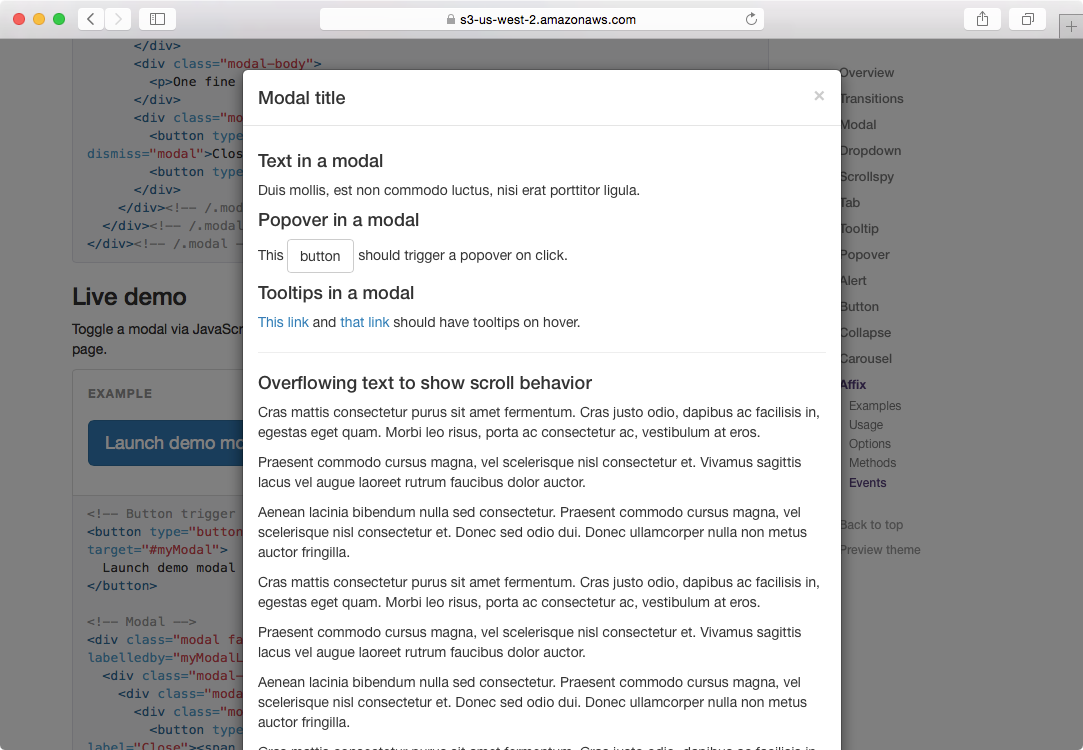 s3-us-west-2.amazonaws.com
</div>
<div class="modal-body">
<p>One fine
</div>
<div class="mo
<button type
dismiss="modal">Clos
<button type
</div>
</div><!-- /.mod
</div><!-- /.modal
</div><!-- /.modal -
Live demo
Toggle a modal via JavaScr
page.
EXAMPLE
Launch demo mo
<!-- Button trigger
<button type="button
target="#myModal">
Launch demo modal
</button>
<!-- Modal -->
<div class="modal fa
labelledby="myModalL
<div class="modal-
<div class="moda
<div class="mo
<button type
label="Close"><span
Modal title
×
Text in a modal
Duis mollis, est non commodo luctus, nisi erat porttitor ligula.
Popover in a modal
This button should trigger a popover on click.
Tooltips in a modal
This link and that link should have tooltips on hover.
Overflowing text to show scroll behavior
Cras mattis consectetur purus sit amet fermentum. Cras justo odio, dapibus ac facilisis in,
egestas eget quam. Morbi leo risus, porta ac consectetur ac, vestibulum at eros.
Praesent commodo cursus magna, vel scelerisque nisl consectetur et. Vivamus sagittis
lacus vel augue laoreet rutrum faucibus dolor auctor.
Aenean lacinia bibendum nulla sed consectetur. Praesent commodo cursus magna, vel
scelerisque nisl consectetur et. Donec sed odio dui. Donec ullamcorper nulla non metus
auctor fringilla.
Cras mattis consectetur purus sit amet fermentum. Cras justo odio, dapibus ac facilisis in,
egestas eget quam. Morbi leo risus, porta ac consectetur ac, vestibulum at eros.
Praesent commodo cursus magna, vel scelerisque nisl consectetur et. Vivamus sagittis
lacus vel augue laoreet rutrum faucibus dolor auctor.
Aenean lacinia bibendum nulla sed consectetur. Praesent commodo cursus magna, vel
scelerisque nisl consectetur et. Donec sed odio dui. Donec ullamcorper nulla non metus
auctor fringilla.
Cras mattis consectetur purus sit amet fermentum. Cras justo odio, dapibus ac facilisis in,
Overview
Transitions
Modal
Dropdown
Scrollspy
Tab
Tooltip
Popover
Alert
Button
Collapse
Carousel
Affix
Examples
Usage
Options
Methods
Events
Back to top
Preview theme